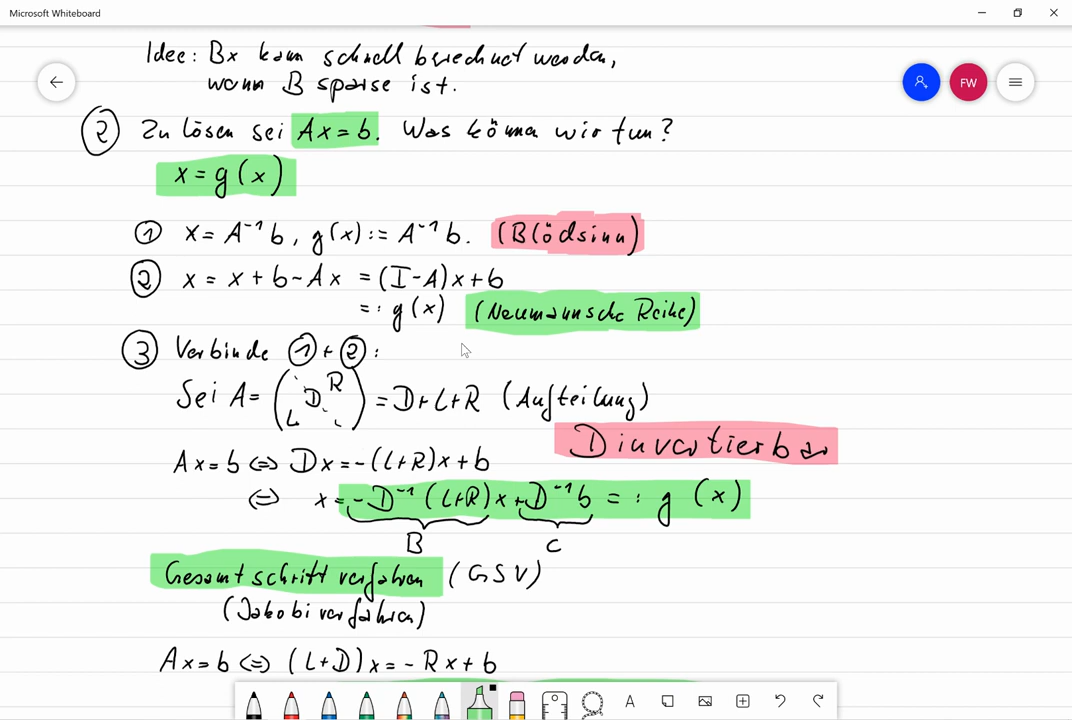 Microsoft Whiteboard
Idee: Bx kann schnell berechnet werden,
wenn B sparse ist.
FW
② Zu lösen sei Ax = b. Was können wir tun?
x = g(x)
① x = A⁻¹b, g(x) := A⁻¹b. (Blödsinn)
② x = x + b - Ax = (I-A)x + b
=: g(x) (Neumannsche Reihe)
③ Verbinde ① + ②:
Sei A = (L D R) = D+L+R (Aufteilung)
D invertierbar
Ax = b ⇔ Dx = -(L+R)x + b
⇔ x = -D⁻¹(L+R)x + D⁻¹b =: g(x)
B C
Gesamtschrittverfahren (GSV)
(Jakobiverfahren)
Ax = b ⇔ (L+D)x = -Rx + b
A